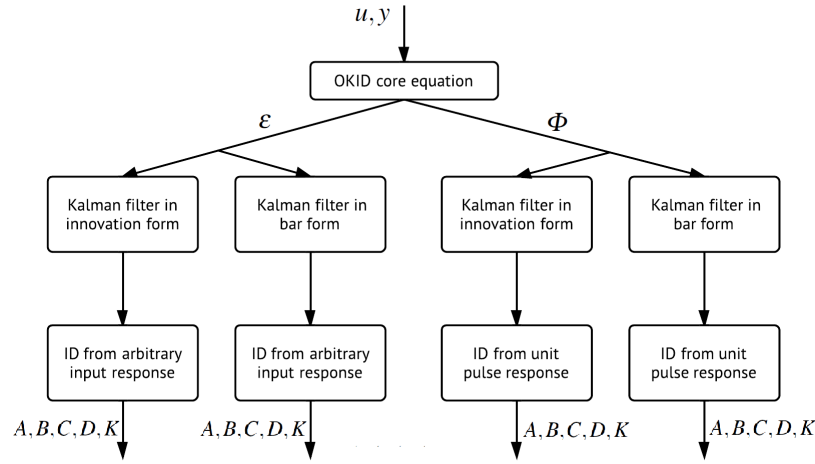 u, y
OKID core equation
ε
Φ
Kalman filter in
innovation form
Kalman filter in
bar form
Kalman filter in
innovation form
Kalman filter in
bar form
ID from arbitrary
input response
ID from arbitrary
input response
ID from unit
pulse response
ID from unit
pulse response
A, B, C, D, K
A, B, C, D, K
A, B, C, D, K
A, B, C, D, K